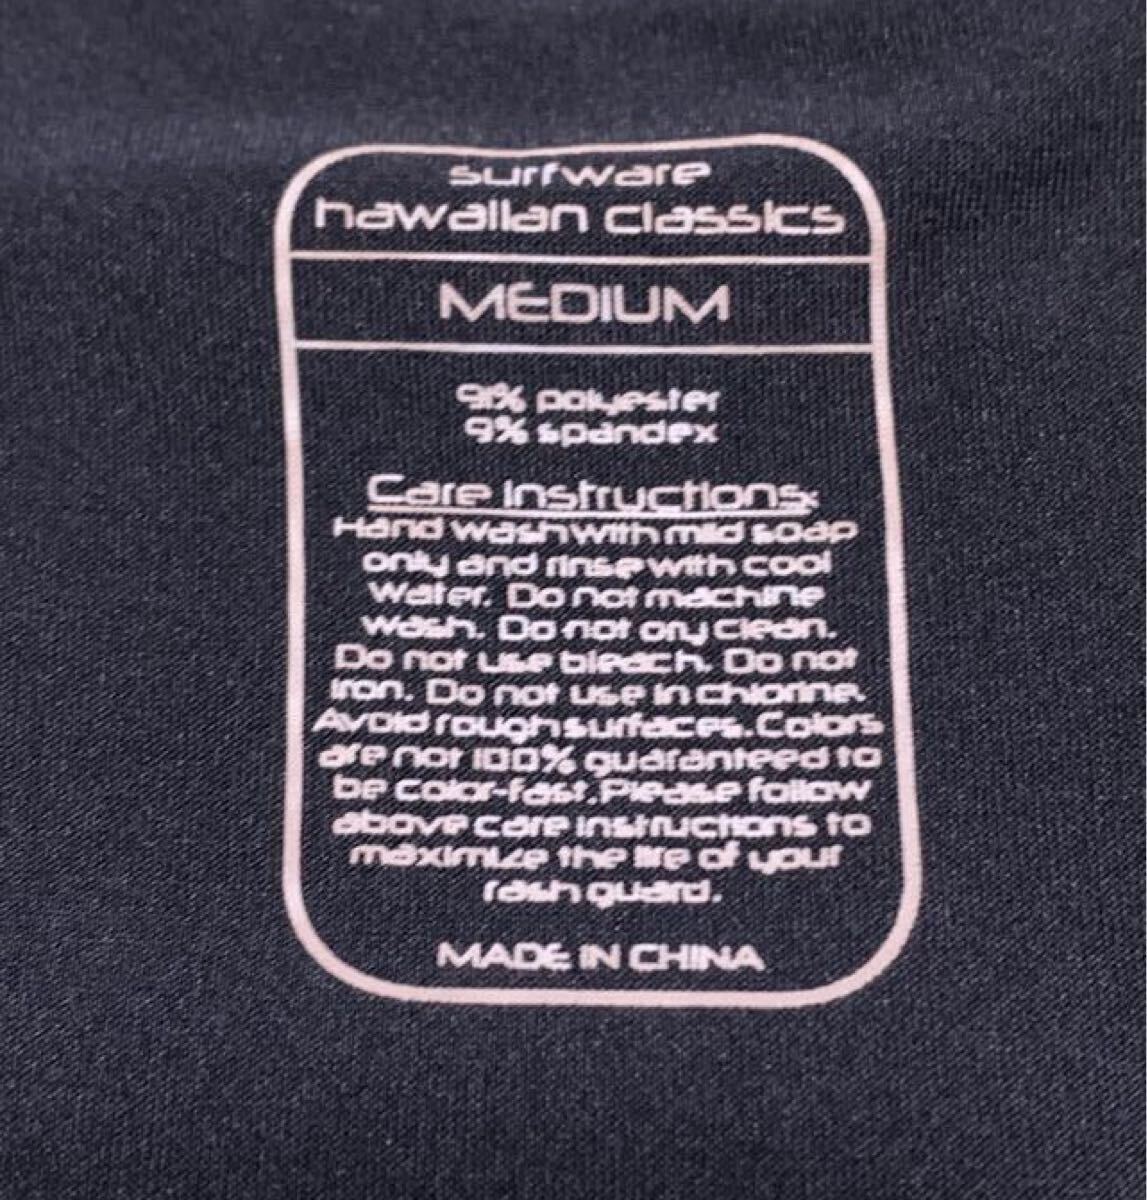 surfware
hawaiian classics
MEDIUM
91% polyester
9% spandex
Care Instructions:
Hand wash with mild soap
only and rinse with cool
water. Do not machine
wash. Do not dry clean.
Do not use bleach. Do not
iron. Do not use in chlorine.
Avoid rough surfaces. Colors
are not 100% guaranteed to
be color-fast. Please follow
above care instructions to
maximize the life of your
rash guard.
MADE IN CHINA